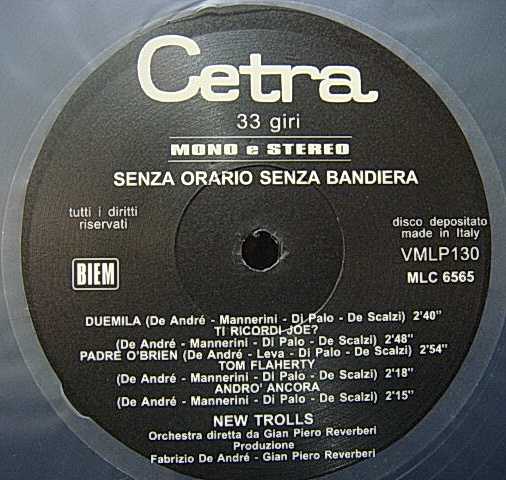 Cetra
33 giri
MONO e STEREO
SENZA ORARIO SENZA BANDIERA
tutti i diritti
riservati
disco depositato
made in Italy
VMLP130
BIEM
MLC 6565
DUEMILA (De André - Mannerini - Di Palo - De Scalzi) 2'40"
TI RICORDI JOE?
(De André - Mannerini - Di Palo - De Scalzi) 2'48"
PADRE O'BRIEN (De André - Leva - Di Palo - De Scalzi) 2'54"
TOM FLAHERTY
(De André - Mannerini - Di Palo - De Scalzi) 2'18"
ANDRO' ANCORA
(De André - Mannerini - Di Palo - De Scalzi) 2'15"
NEW TROLLS
Orchestra diretta da Gian Piero Reverberi
Produzione
Fabrizio De André - Gian Piero Reverberi